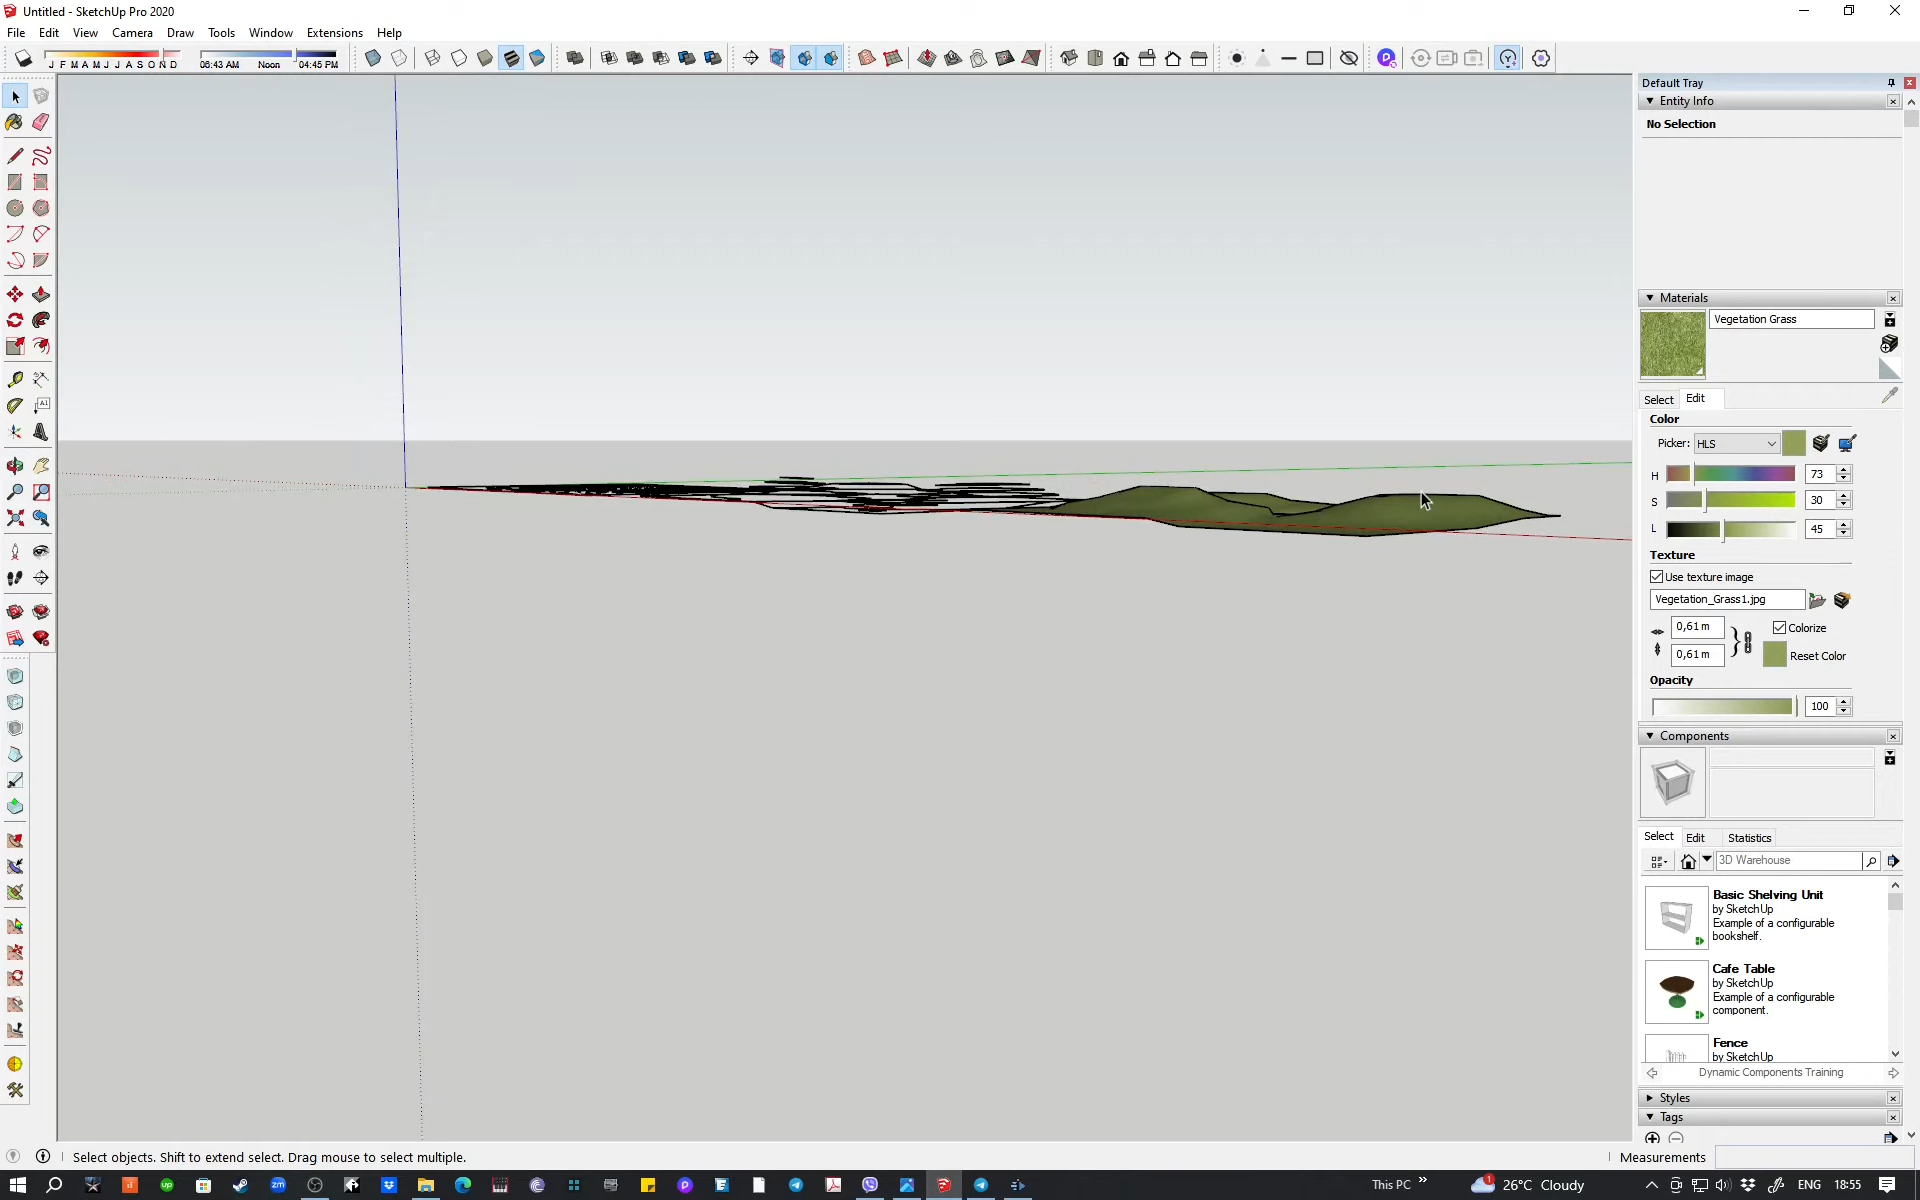 Untitled - SketchUp Pro 2020
File Edit View Camera Draw Tools Window Extensions Help
J F M A M J J A S O N D 06:43 AM Noon 04:45 PM
Default Tray
Entity Info
No Selection
Materials
Vegetation Grass
Select Edit
Color
Picker: HLS
H 73
S 30
L 45
Texture
Use texture image
Vegetation_Grass1.jpg
0,61 m Colorize
0,61 m Reset Color
Opacity
100
Components
Select Edit Statistics
3D Warehouse
Basic Shelving Unit
by SketchUp
Example of a configurable
bookshelf.
Cafe Table
by SketchUp
Example of a configurable
component.
Fence
by SketchUp
Dynamic Components Training
Styles
Tags
Select objects. Shift to extend select. Drag mouse to select multiple.
Measurements
This PC
26°C Cloudy
ENG 18:55